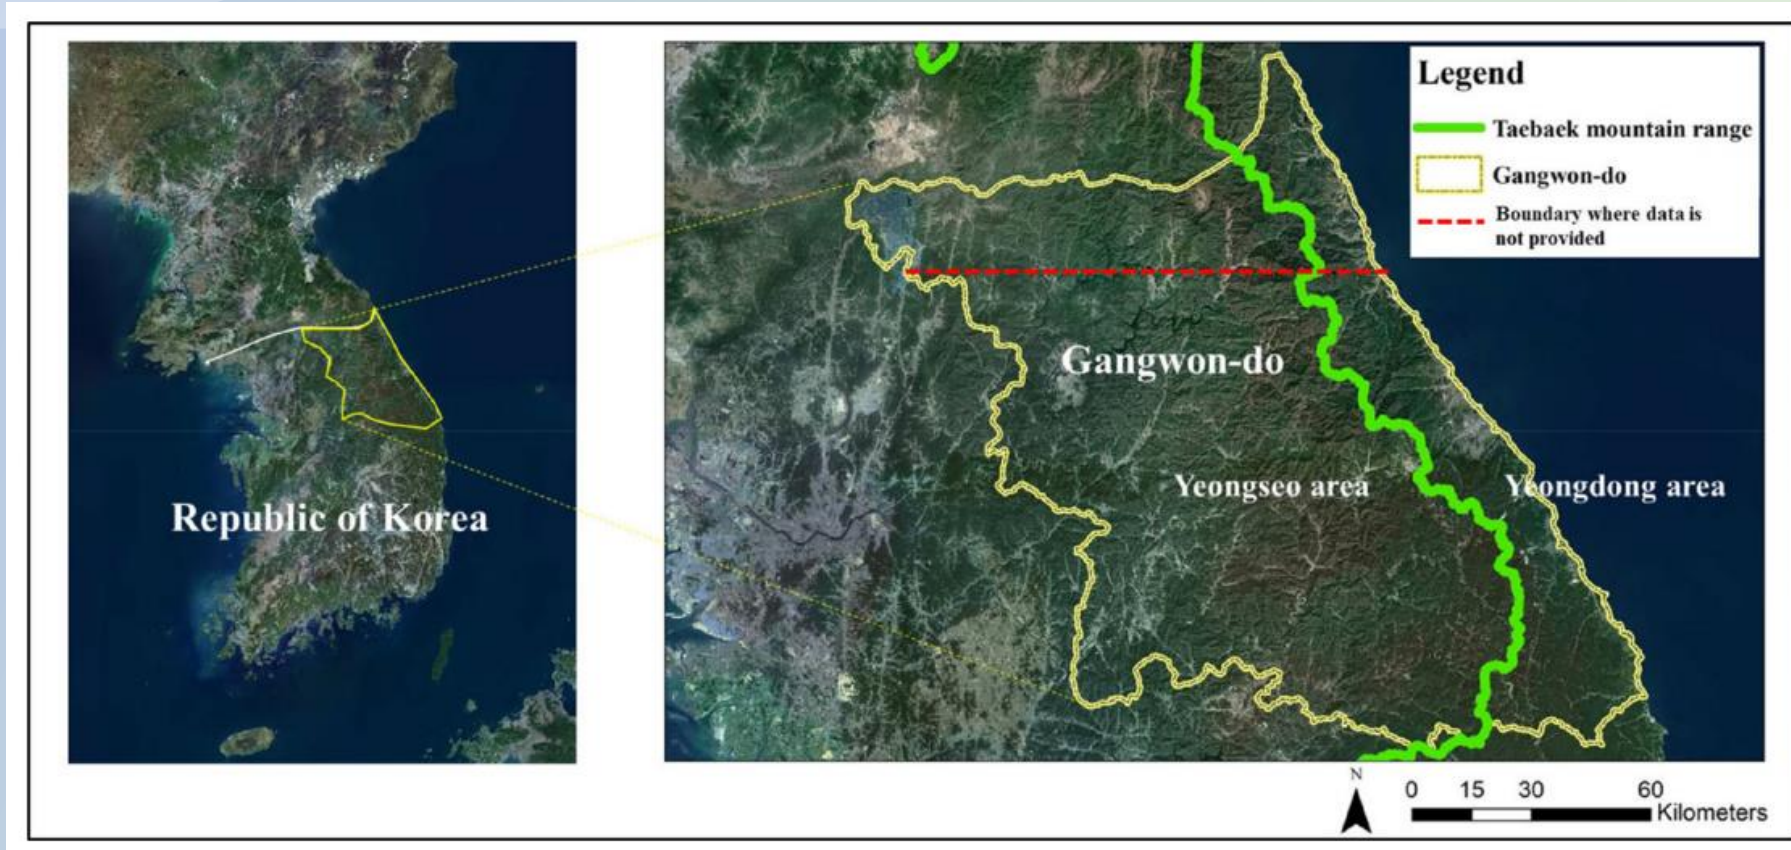 Republic of Korea
Legend
Taebaek mountain range
Gangwon-do
Boundary where data is
not provided
Gangwon-do
Yeongseo area
Yeongdong area
N
0 15 30 60
Kilometers